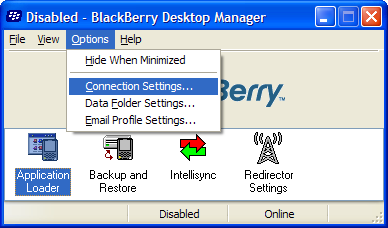 Disabled - BlackBerry Desktop Manager
File View Options Help
Hide When Minimized
Connection Settings...
Data Folder Settings...
Email Profile Settings...
Berry™
Application Loader
Backup and Restore
Intellisync
Redirector Settings
Disabled Online